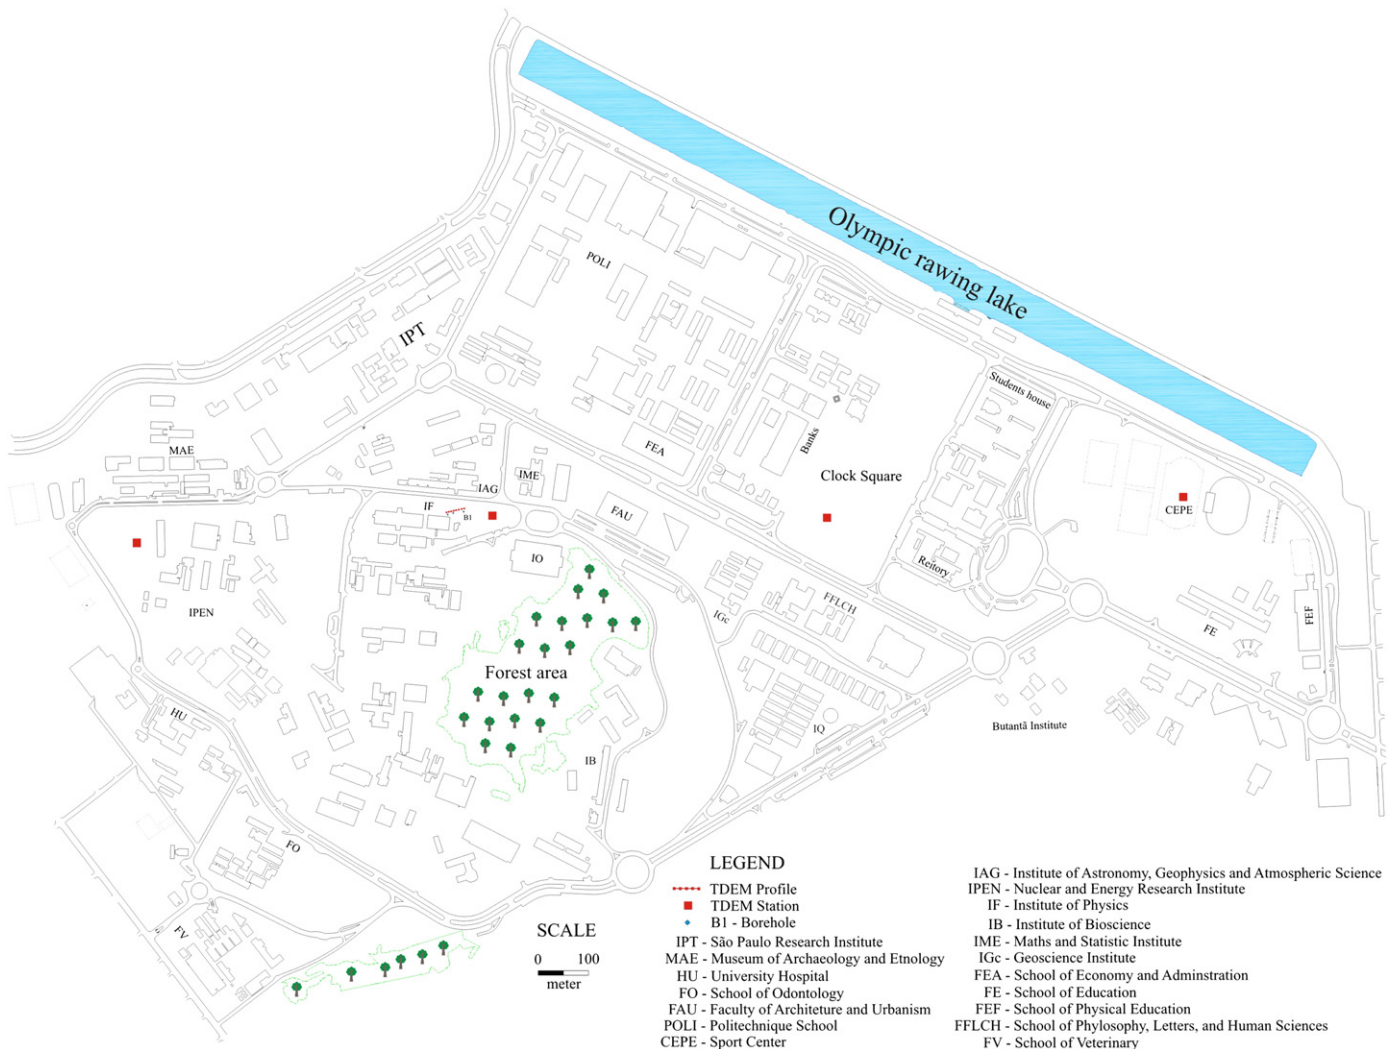 Olympic rawing lake
POLI
IPT
Students house
Banks
FEA
MAE
IME
Clock Square
IAG
IF
B1
FAU
CEPE
IO
Reitory
IPEN
IGc
FFLCH
FE
FEF
Forest area
HU
IQ
Butantã Institute
IB
FO
FV
SCALE
0 100
meter
LEGEND
TDEM Profile
TDEM Station
B1 - Borehole
IPT - São Paulo Research Institute
MAE - Museum of Archaeology and Etnology
HU - University Hospital
FO - School of Odontology
FAU - Faculty of Architeture and Urbanism
POLI - Politechnique School
CEPE - Sport Center
IAG - Institute of Astronomy, Geophysics and Atmospheric Science
IPEN - Nuclear and Energy Research Institute
IF - Institute of Physics
IB - Institute of Bioscience
IME - Maths and Statistic Institute
IGc - Geoscience Institute
FEA - School of Economy and Adminstration
FE - School of Education
FEF - School of Physical Education
FFLCH - School of Phylosophy, Letters, and Human Sciences
FV - School of Veterinary